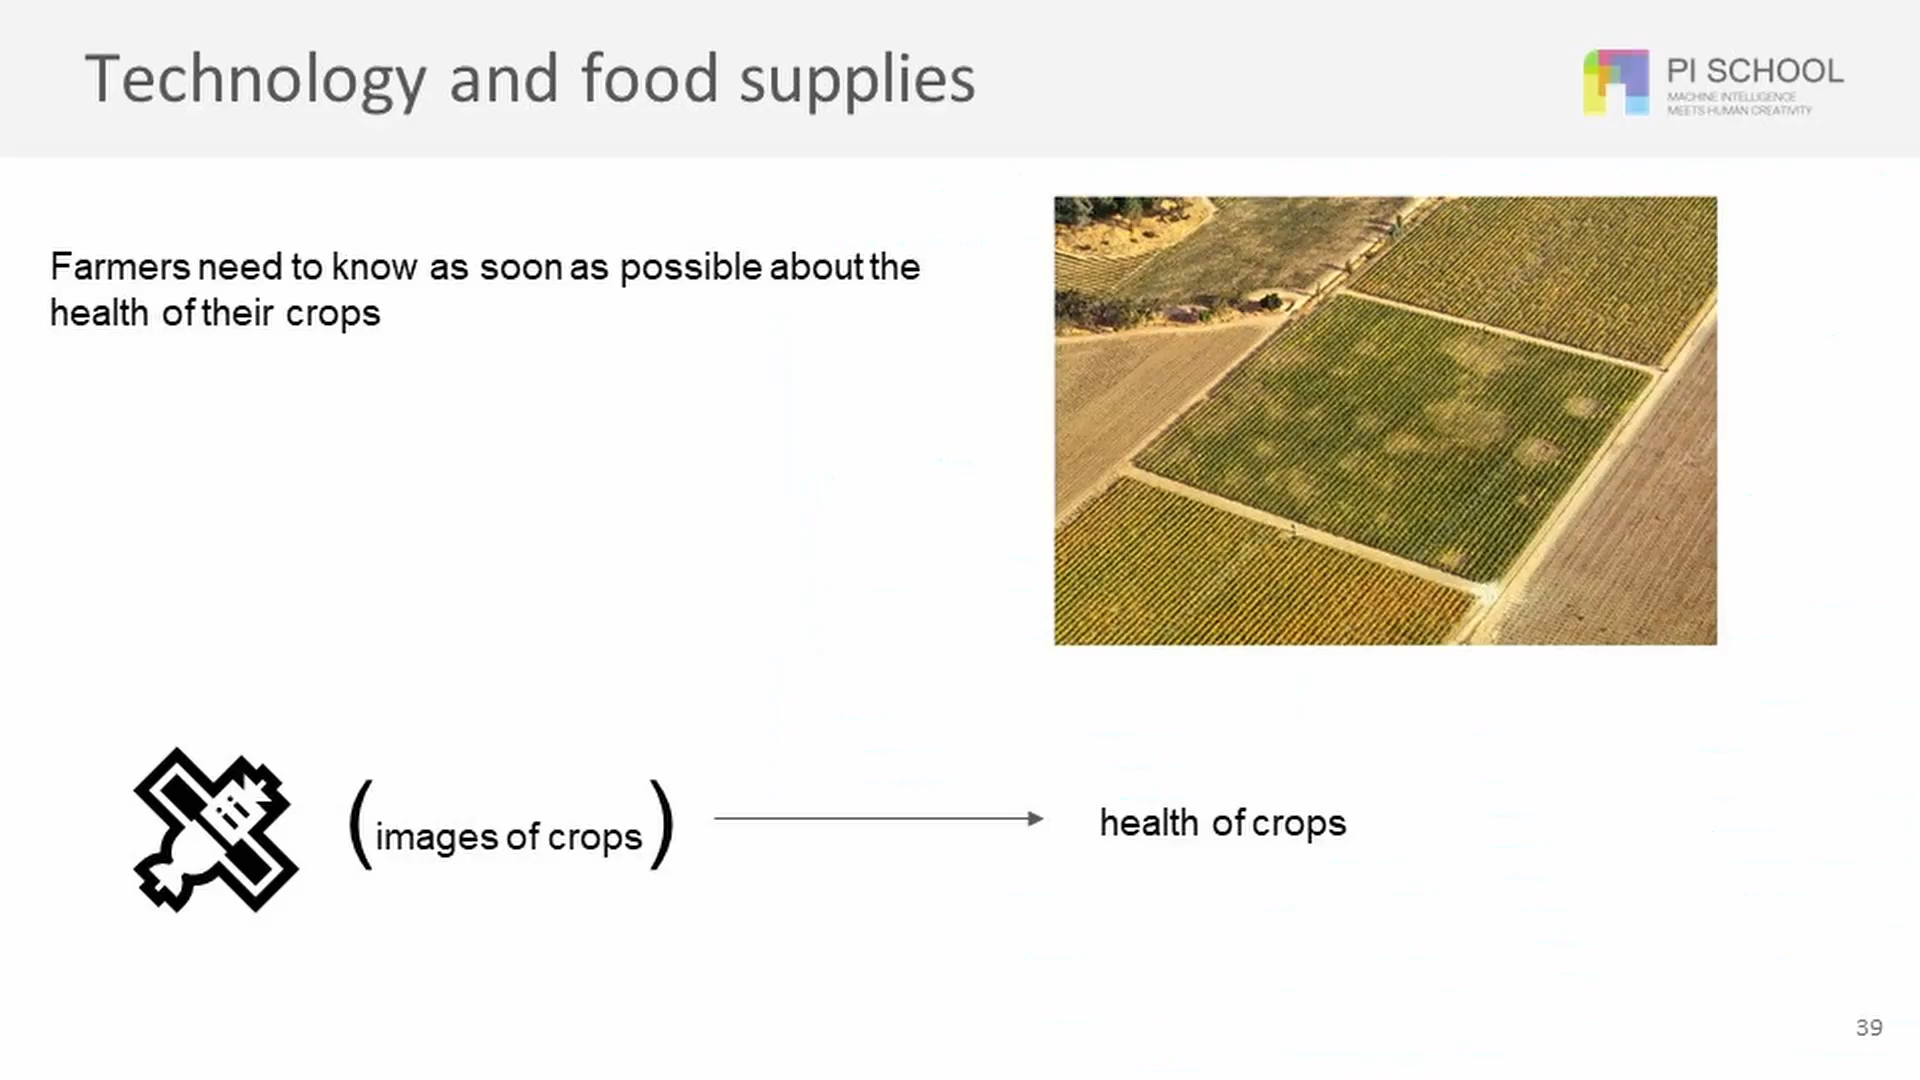 Technology and food supplies
PI SCHOOL
MACHINE INTELLIGENCE
MEETS HUMAN CREATIVITY
Farmers need to know as soon as possible about the
health of their crops
(images of crops)
health of crops
39